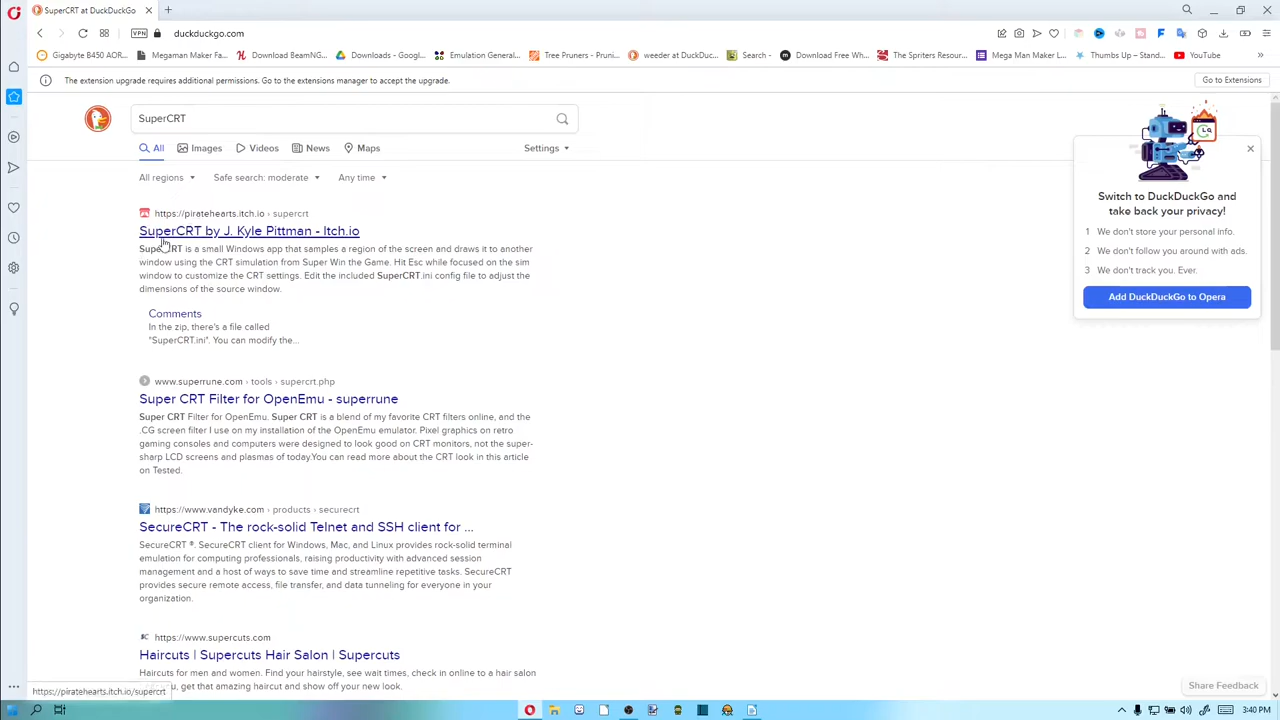 SuperCRT at DuckDuckGo
VPN duckduckgo.com
Gigabyte B450 AOR... Megaman Maker Fa... Download BeamNG... Downloads - Googl... Emulation General... Tree Pruners - Pruni... weeder at DuckDuc... Search - Download Free Wh... The Spriters Resour... Mega Man Maker Thumbs Up – Stand... YouTube
The extension upgrade requires additional permissions. Go to the extensions manager to accept the upgrade. Go to Extensions
SuperCRT
All Images Videos News Maps Settings
All regions Safe search: moderate Any time
https://piratehearts.itch.io › supercrt
SuperCRT by J. Kyle Pittman - Itch.io
SuperCRT is a small Windows app that samples a region of the screen and draws it to another
window using the CRT simulation from Super Win the Game. Hit Esc while focused on the sim
window to customize the CRT settings. Edit the included SuperCRT.ini config file to adjust the
dimensions of the source window.
Comments
In the zip, there's a file called
"SuperCRT.ini". You can modify the...
www.superrune.com › tools › supercrt.php
Super CRT Filter for OpenEmu - superrune
Super CRT Filter for OpenEmu. Super CRT is a blend of my favorite CRT filters online, and the
.CG screen filter I use on my installation of the OpenEmu emulator. Pixel graphics on retro
gaming consoles and computers were designed to look good on CRT monitors, not the super-
sharp LCD screens and plasmas of today.You can read more about the CRT look in this article
on Tested.
https://www.vandyke.com › products › securecrt
SecureCRT - The rock-solid Telnet and SSH client for ...
SecureCRT ®. SecureCRT client for Windows, Mac, and Linux provides rock-solid terminal
emulation for computing professionals, raising productivity with advanced session
management and a host of ways to save time and streamline repetitive tasks. SecureCRT
provides secure remote access, file transfer, and data tunneling for everyone in your
organization.
https://www.supercuts.com
Haircuts | Supercuts Hair Salon | Supercuts
Haircuts for men and women. Find your hairstyle, see wait times, check in online to a hair
get that amazing haircut and show off your new look.
https://piratehearts.itch.io/supercrt
Switch to DuckDuckGo and
take back your privacy!
1 We don't store your personal info.
2 We don't follow you around with ads.
3 We don't track you. Ever.
Add DuckDuckGo to Opera
Share Feedback
3:40 PM